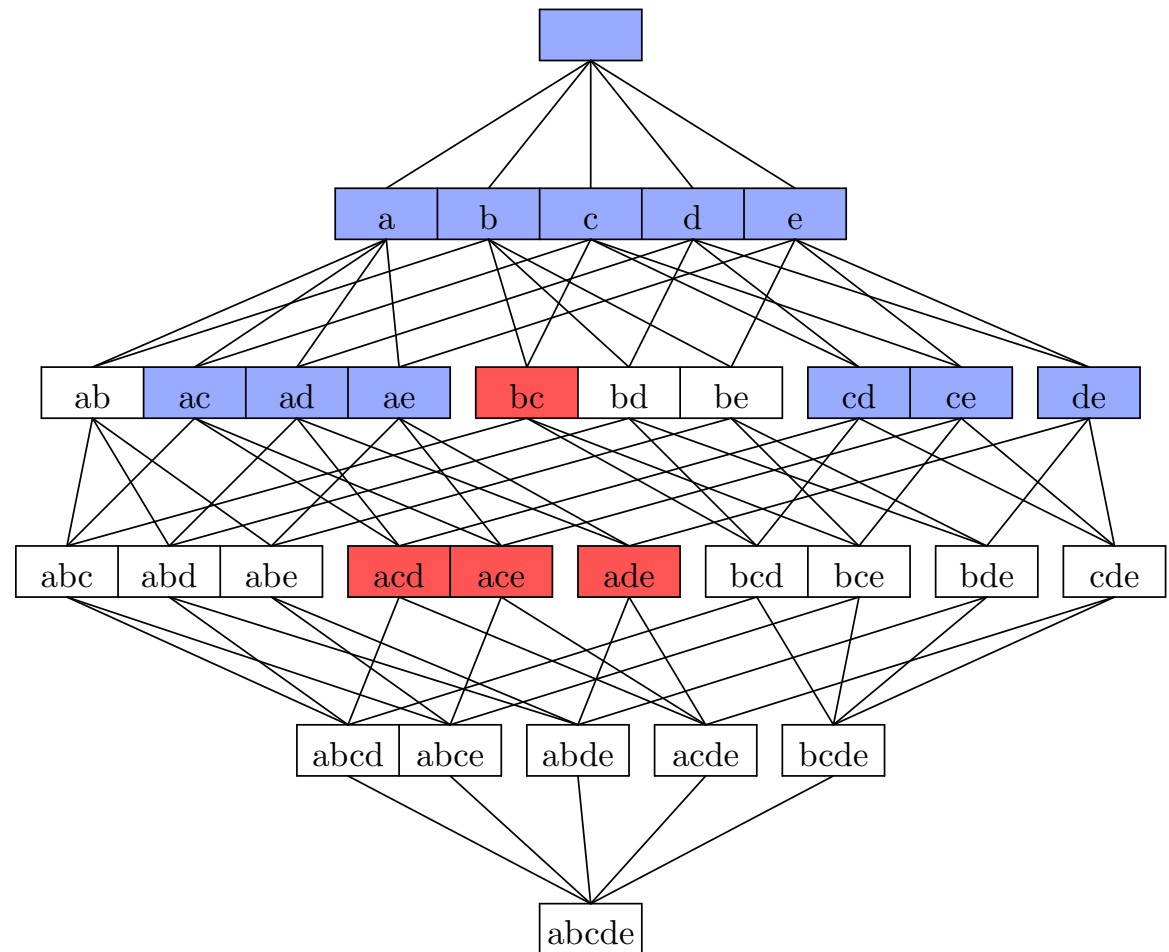 a b c d e
ab ac ad ae bc bd be cd ce de
abc abd abe acd ace ade bcd bce bde cde
abcd abce abde acde bcde
abcde